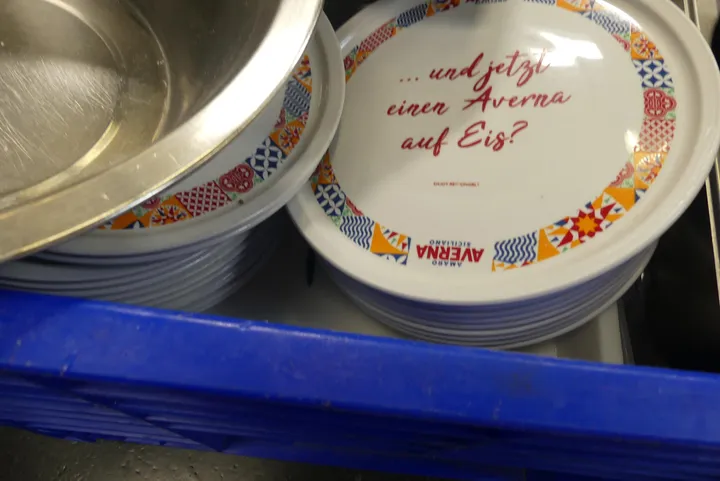 ... und jetzt
einen Averna
auf Eis?
AMARO
SICILIANO
AVERNA